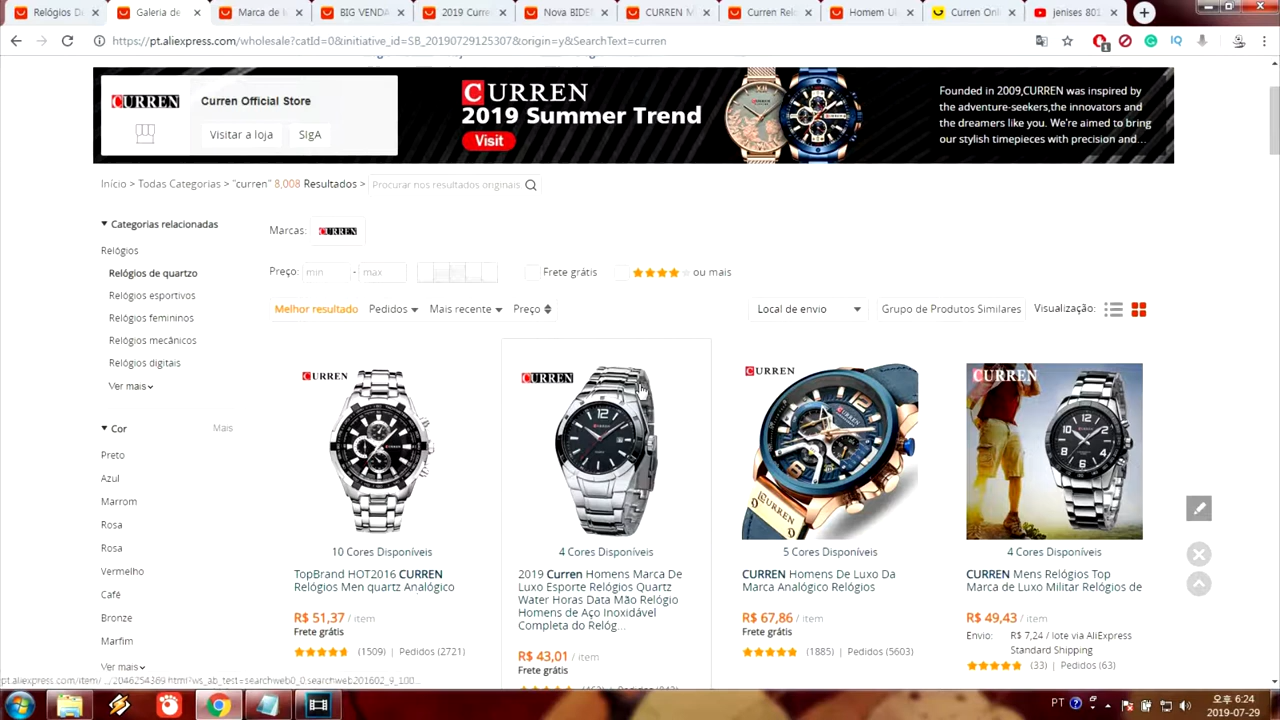 Relógios Di
Galeria de
Marca de l
BIG VENDA
2019 Curre
Nova BIDE
CURREN M
Curren Relo
Homem U
Curren Onl
jenises 801
https://pt.aliexpress.com/wholesale?catId=0&initiative_id=SB_20190729125307&origin=y&SearchText=curren
CURREN
Curren Official Store
Visitar a loja
SIgA
CURREN
2019 Summer Trend
Visit
Founded in 2009,CURREN was inspired by
the adventure-seekers,the innovators and
the dreamers like you. We're aimed to bring
our stylish timepieces with precision and...
Início > Todas Categorias > "curren" 8,008 Resultados >
Procurar nos resultados originais
Categorias relacionadas
Relógios
Relógios de quartzo
Relógios esportivos
Relógios femininos
Relógios mecânicos
Relógios digitais
Ver mais
Cor
Mais
Preto
Azul
Marrom
Rosa
Rosa
Vermelho
Café
Bronze
Marfim
Ver mais
Marcas:
CURREN
Preço: min - max
Frete grátis
ou mais
Melhor resultado
Pedidos
Mais recente
Preço
Local de envio
Grupo de Produtos Similares
Visualização:
CURREN
10 Cores Disponíveis
TopBrand HOT2016 CURREN
Relógios Men quartz Analógico
R$ 51,37 / item
Frete grátis
(1509) | Pedidos (2721)
CURREN
4 Cores Disponíveis
2019 Curren Homens Marca De
Luxo Esporte Relógios Quartz
Water Horas Data Mão Relógio
Homens de Aço Inoxidável
Completa do Relóg...
R$ 43,01 / item
Frete grátis
CURREN
5 Cores Disponíveis
CURREN Homens De Luxo Da
Marca Analógico Relógios
R$ 67,86 / item
Frete grátis
(1885) | Pedidos (5603)
CURREN
4 Cores Disponíveis
CURREN Mens Relógios Top
Marca de Luxo Militar Relógios de
R$ 49,43 / item
Envio: R$ 7,24 / lote via AliExpress
Standard Shipping
(33) | Pedidos (63)
PT
오후 6:24
2019-07-29